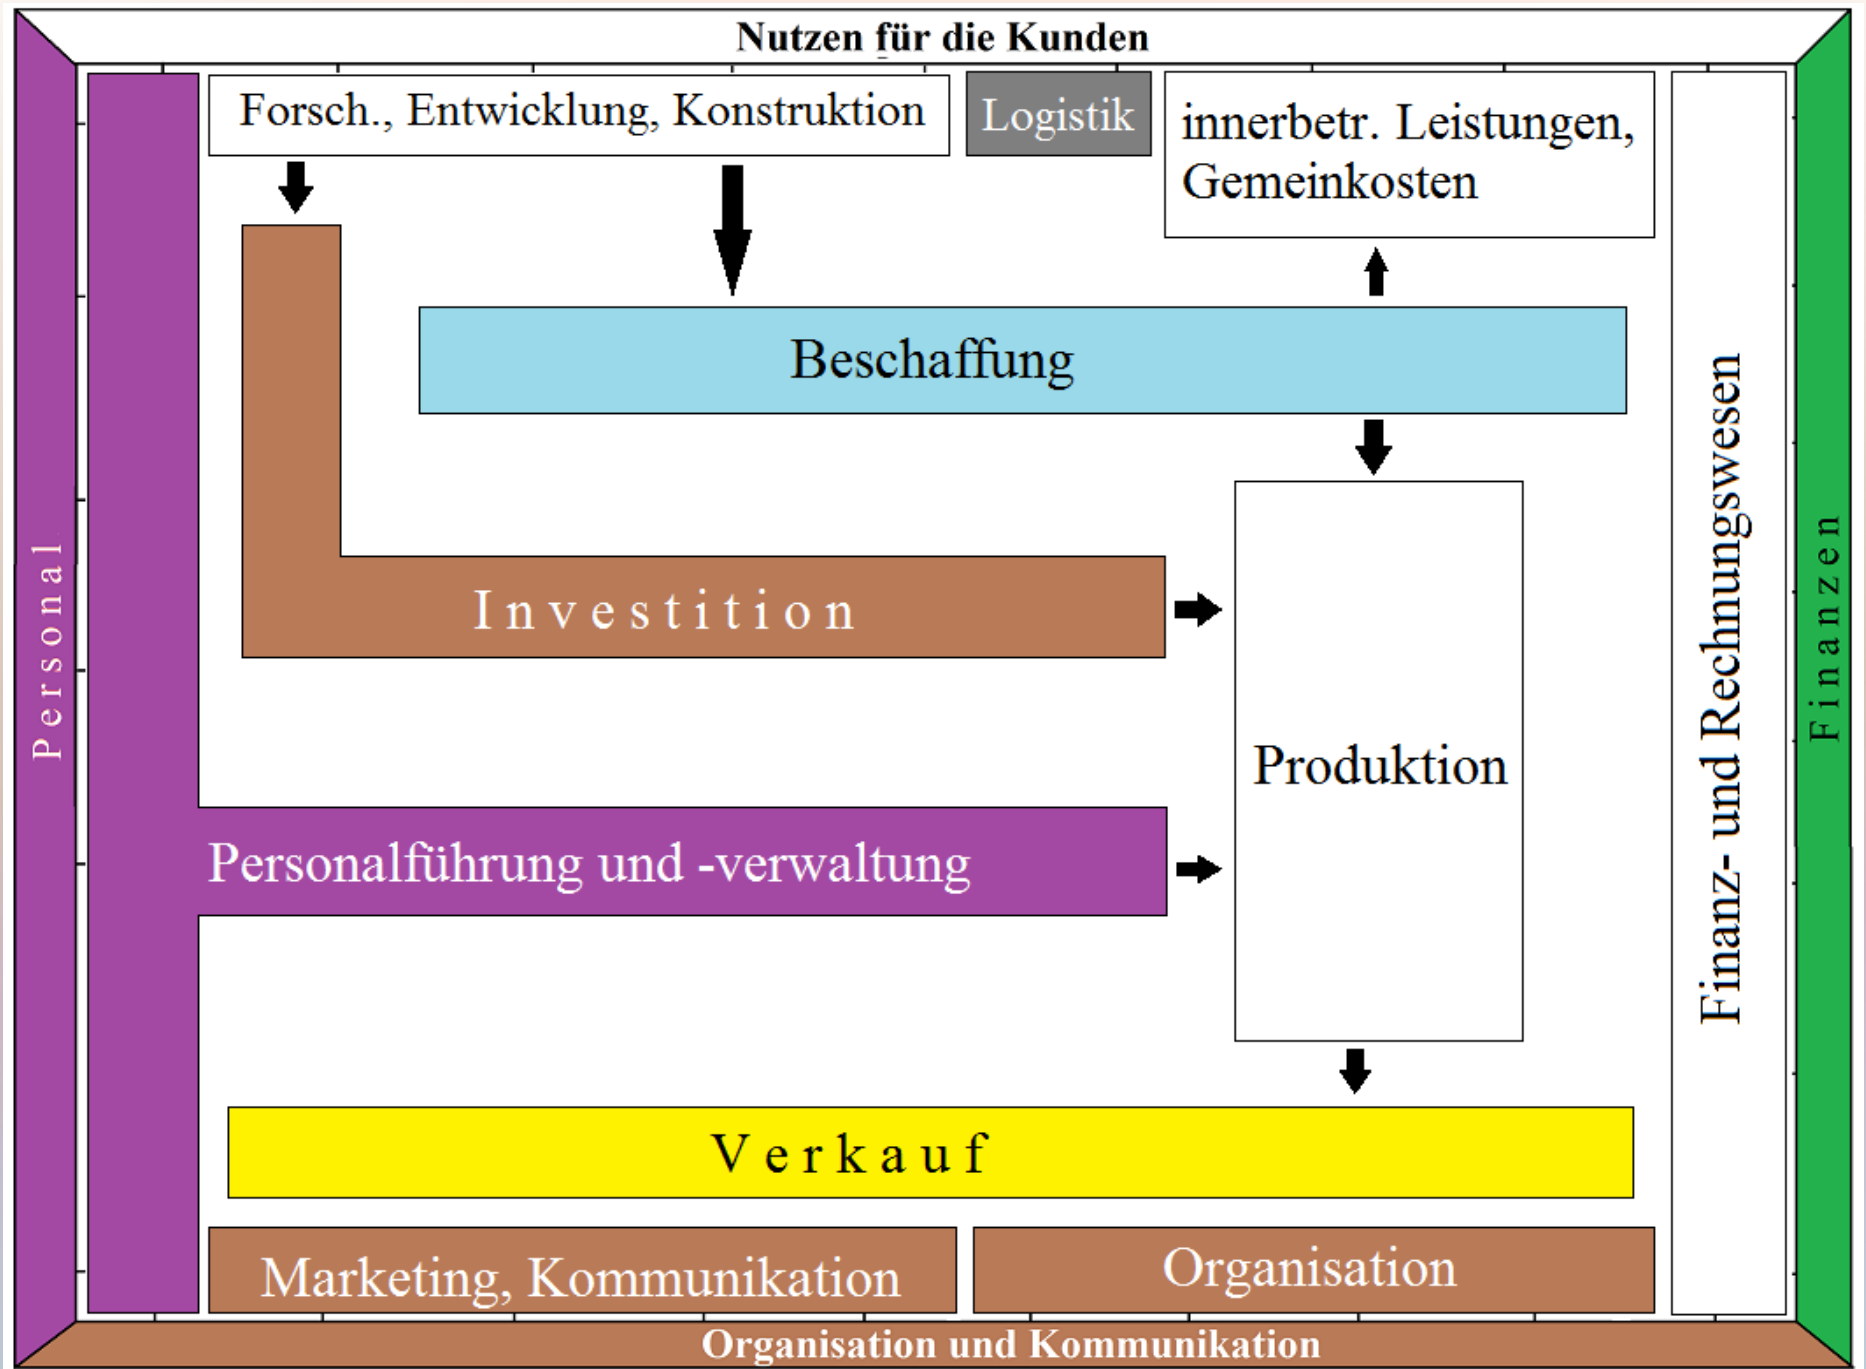 Nutzen für die Kunden
Forsch., Entwicklung, Konstruktion
Logistik
innerbetr. Leistungen,
Gemeinkosten
Beschaffung
Investition
Produktion
Personalführung und -verwaltung
Verkauf
Marketing, Kommunikation
Organisation
Personal
Finanz- und Rechnungswesen
Finanzen
Organisation und Kommunikation